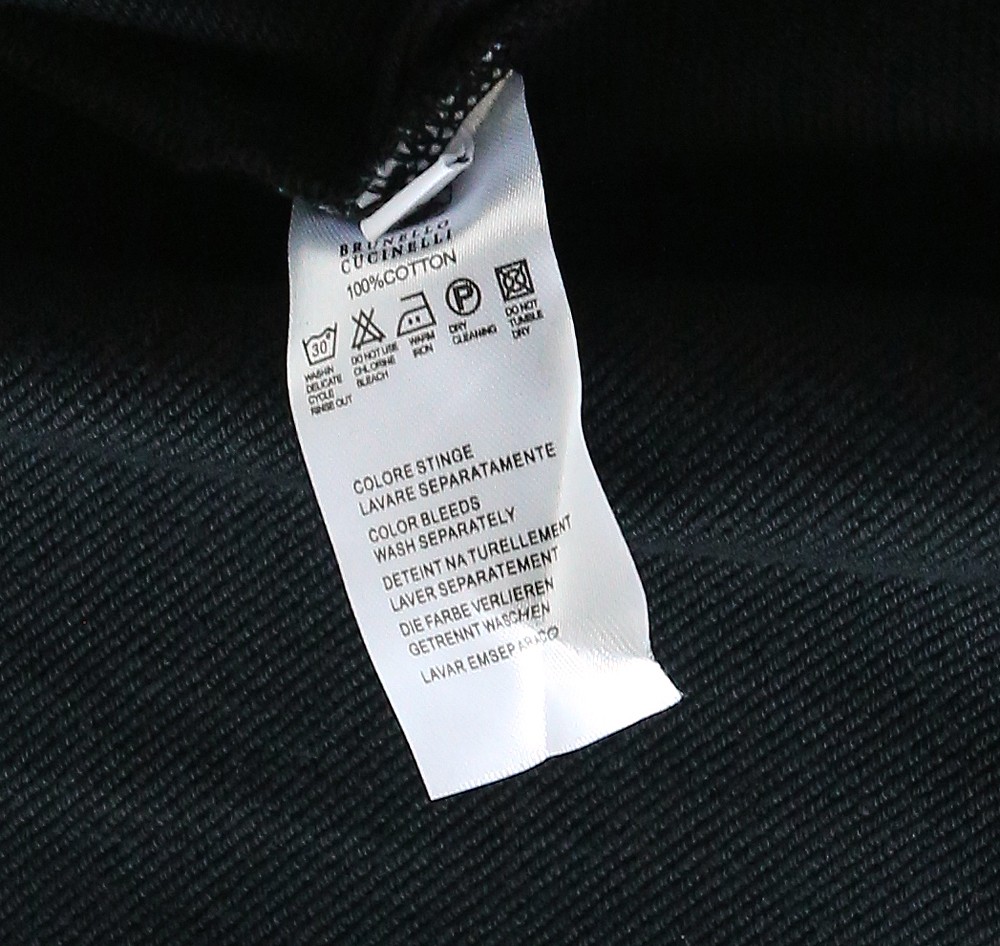 BRUNELLO
CUCINELLI
100%COTTON
30°
P
WASH IN
DELICATE
CYCLE
RINSE OUT
DO NOT USE
CHLORINE
BLEACH
WARM
IRON
DRY
CLEANING
DO NOT
TUMBLE
DRY
COLORE STINGE
LAVARE SEPARATAMENTE
COLOR BLEEDS
WASH SEPARATELY
DETEINT NA TURELLEMENT
LAVER SEPARATEMENT
DIE FARBE VERLIEREN
GETRENNT WASCHEN
LAVAR EMSEPARACO